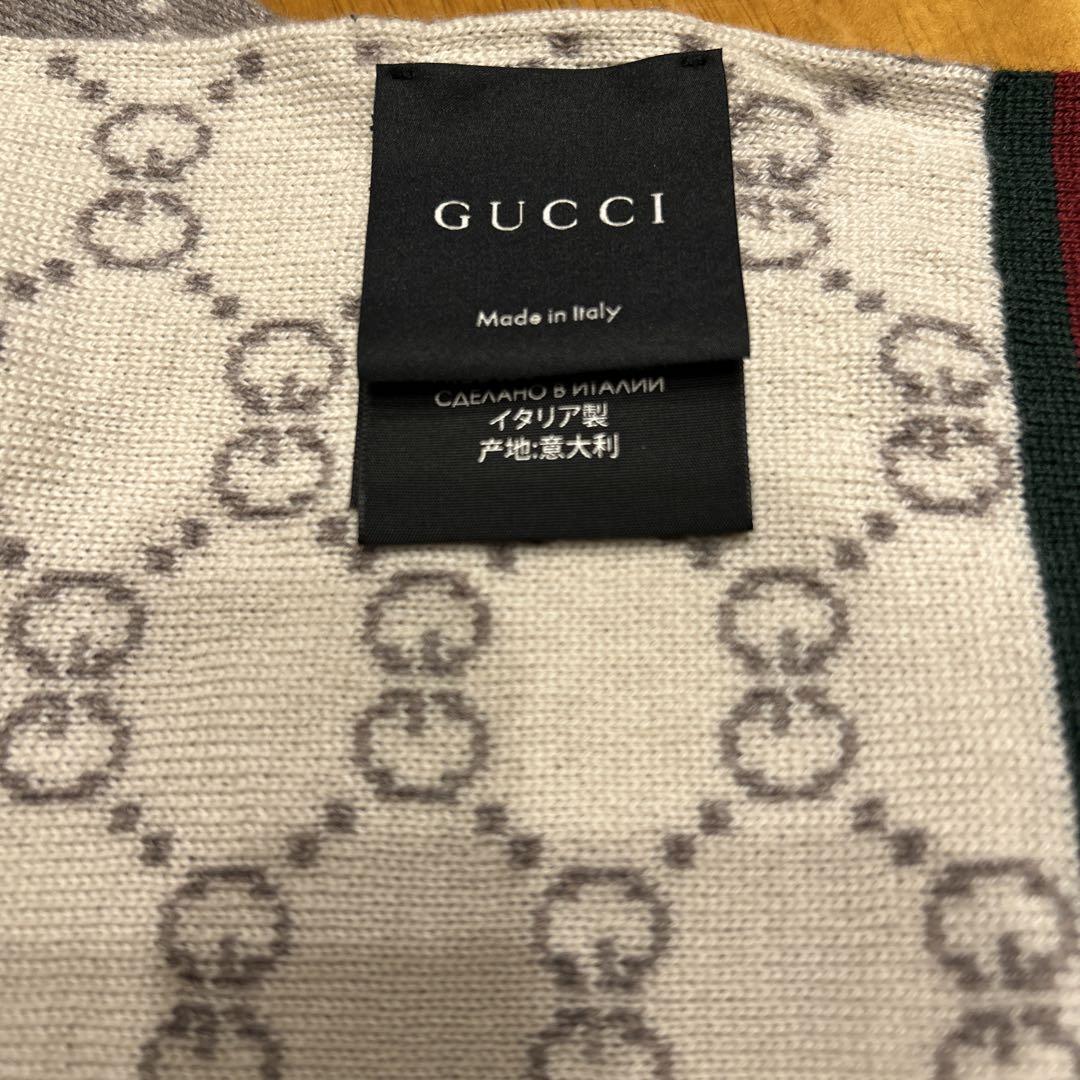 GUCCI
Made in Italy
СДЕЛАНО В ИТАЛИИ
イタリア製
产地:意大利